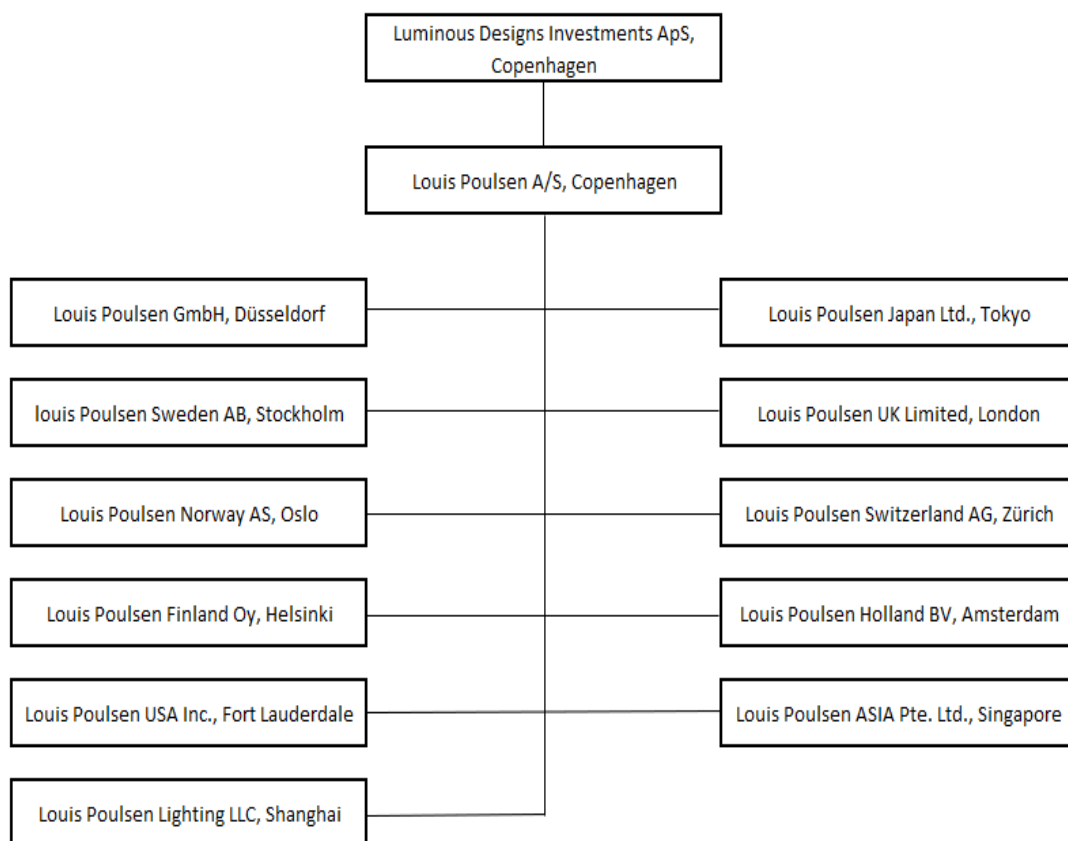 Luminous Designs Investments ApS,
Copenhagen
Louis Poulsen A/S, Copenhagen
Louis Poulsen GmbH, Düsseldorf
Louis Poulsen Japan Ltd., Tokyo
louis Poulsen Sweden AB, Stockholm
Louis Poulsen UK Limited, London
Louis Poulsen Norway AS, Oslo
Louis Poulsen Switzerland AG, Zürich
Louis Poulsen Finland Oy, Helsinki
Louis Poulsen Holland BV, Amsterdam
Louis Poulsen USA Inc., Fort Lauderdale
Louis Poulsen ASIA Pte. Ltd., Singapore
Louis Poulsen Lighting LLC, Shanghai